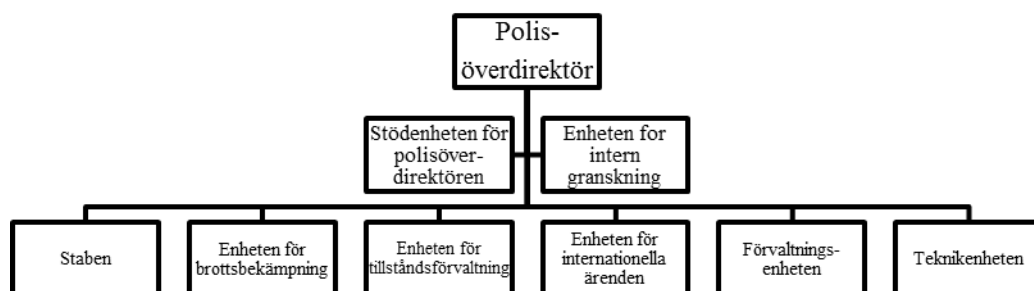 Polis-
överdirektör
Stödenheten för
polisöver-
direktören
Enheten for
intern
granskning
Staben
Enheten för
brottsbekämpning
Enheten för
tillståndsförvaltning
Enheten för
internationella
ärenden
Förvaltnings-
enheten
Teknikenheten